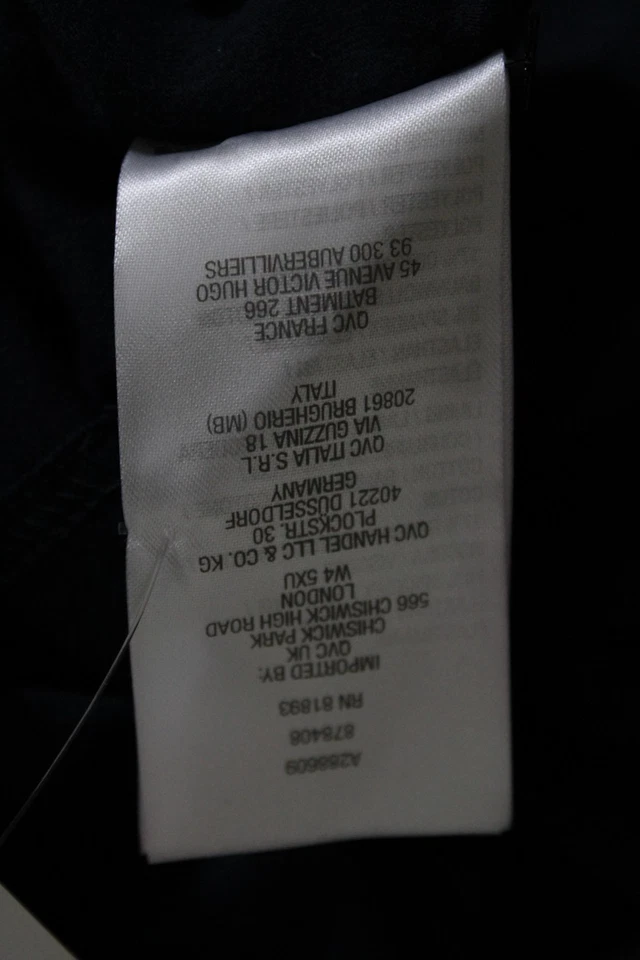 A288609
878408
RN 81893
IMPORTED BY:
QVC UK
CHISWICK PARK
566 CHISWICK HIGH ROAD
LONDON
W4 5XU
QVC HANDEL LLC & CO. KG
PLOCKSTR. 30
40221 DUSSELDORF
GERMANY
QVC ITALIA S.R.L
VIA GUZZINA 18
20861 BRUGHERIO (MB)
ITALY
QVC FRANCE
BATIMENT 266
45 AVENUE VICTOR HUGO
93 300 AUBERVILLIERS